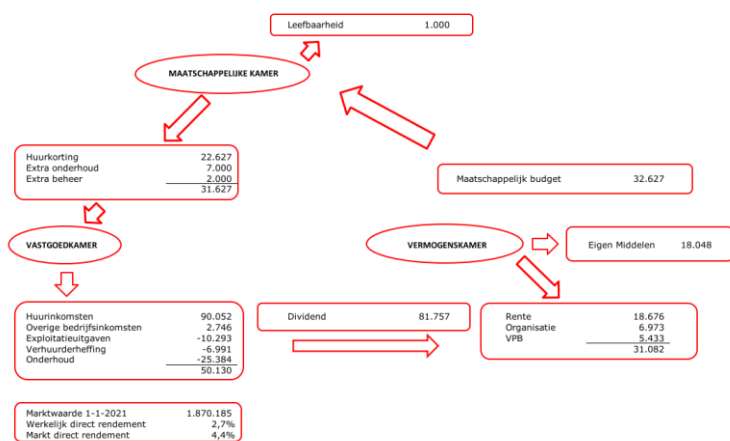 Leefbaarheid 1.000
MAATSCHAPPELIJKE KAMER
Huurkorting 22.627
Extra onderhoud 7.000
Extra beheer 2.000
31.627
Maatschappelijk budget 32.627
VASTGOEDKAMER
VERMOGENSKAMER
Eigen Middelen 18.048
Huurinkomsten 90.052
Overige bedrijfsinkomsten 2.746
Exploitatieuitgaven -10.293
Verhuurderheffing -6.991
Onderhoud -25.384
50.130
Dividend 81.757
Rente 18.676
Organisatie 6.973
VPB 5.433
31.082
Marktwaarde 1-1-2021 1.870.185
Werkelijk direct rendement 2,7%
Markt direct rendement 4,4%